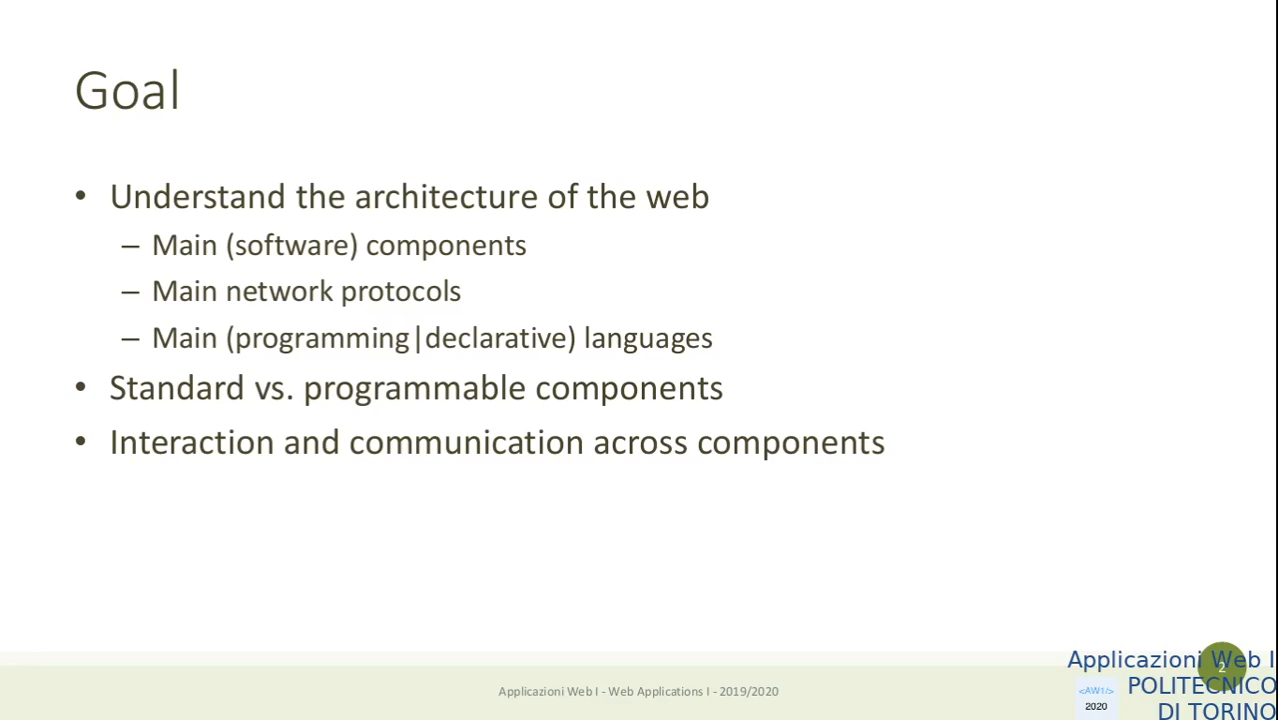 Goal
• Understand the architecture of the web
– Main (software) components
– Main network protocols
– Main (programming|declarative) languages
• Standard vs. programmable components
• Interaction and communication across components
Applicazioni Web I - Web Applications I - 2019/2020
2
Applicazioni Web I
POLITECNICO
DI TORINO
<AW1/>
2020